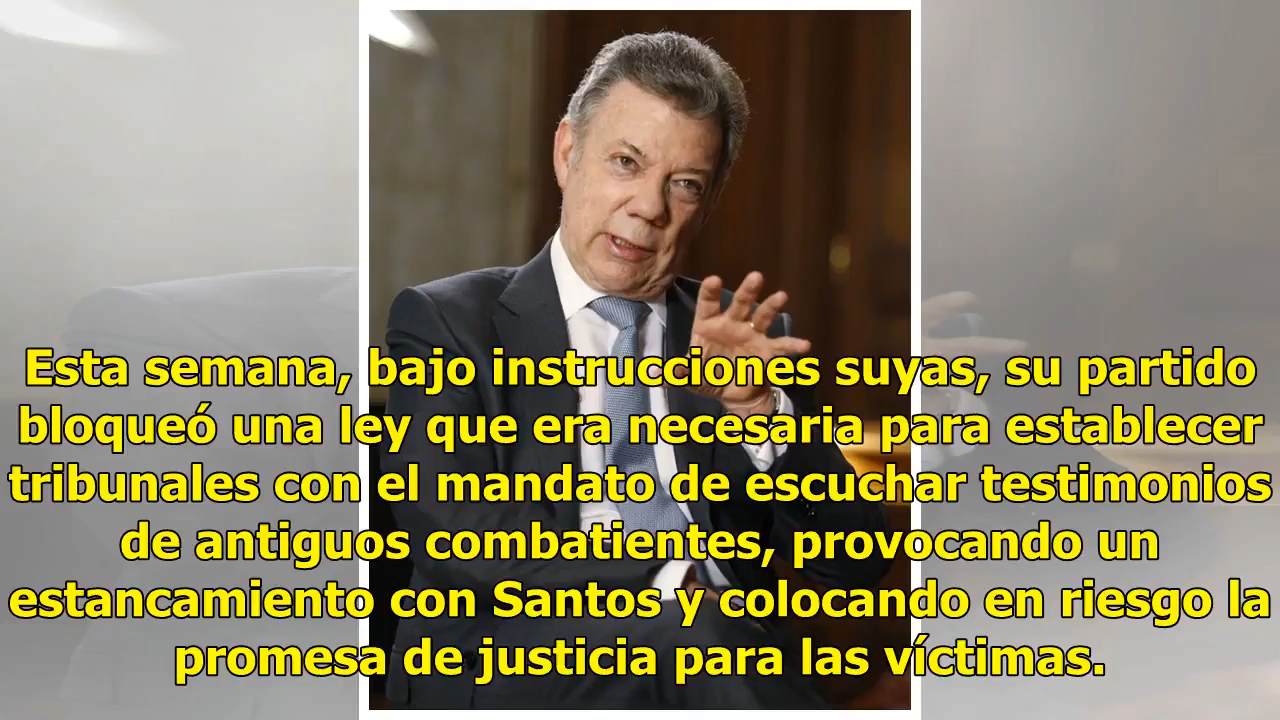 Esta semana, bajo instrucciones suyas, su partido
bloqueó una ley que era necesaria para establecer
tribunales con el mandato de escuchar testimonios
de antiguos combatientes, provocando un
estancamiento con Santos y colocando en riesgo la
promesa de justicia para las víctimas.